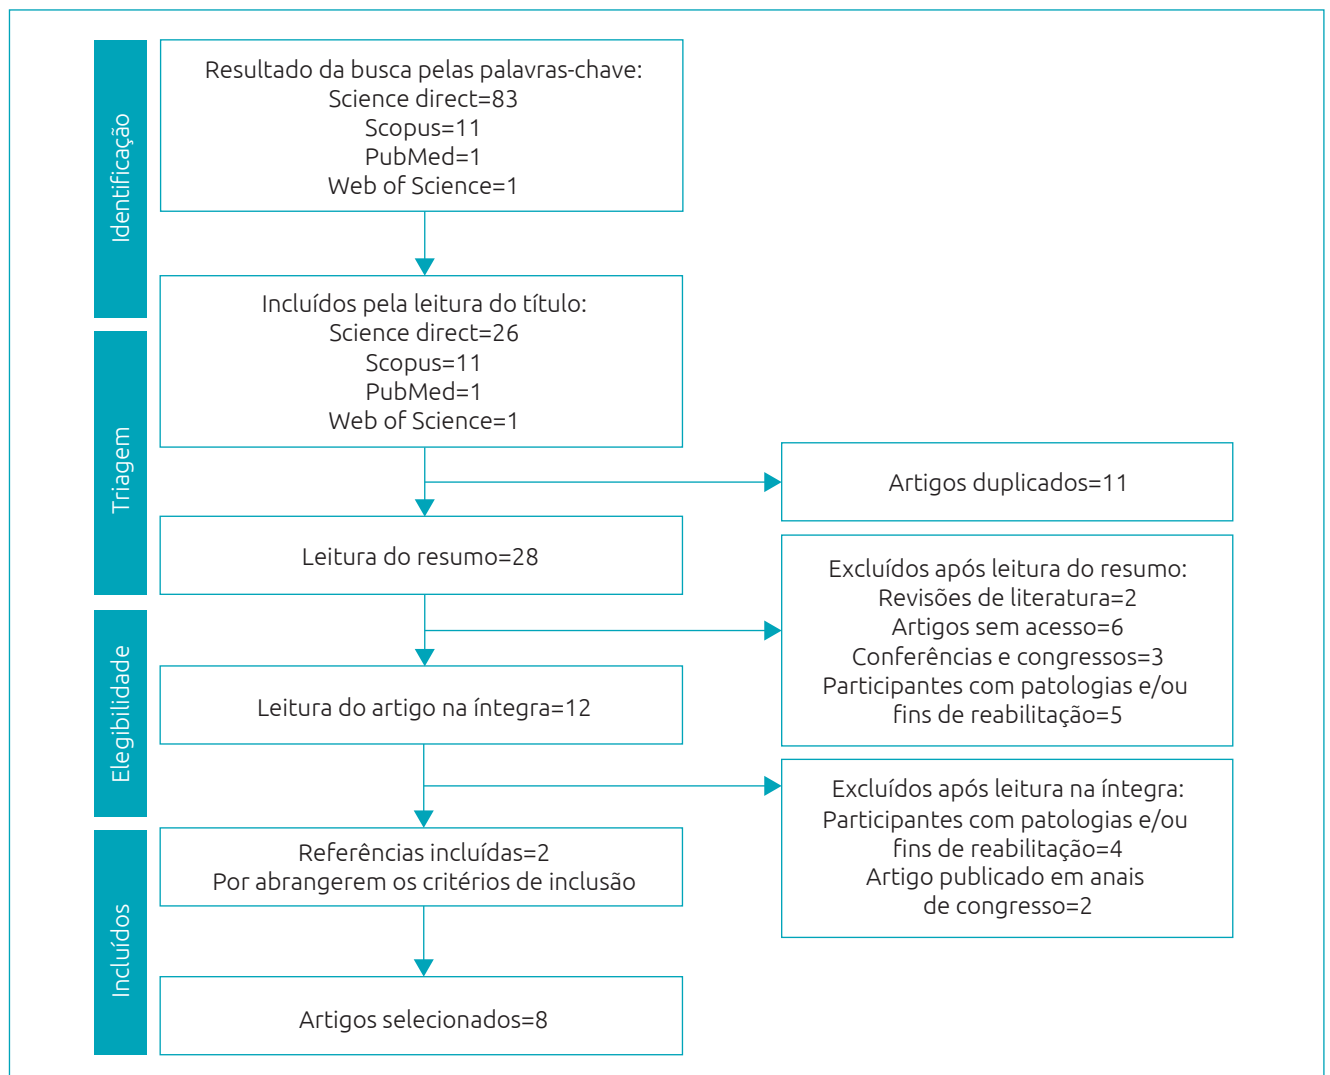 Identificação
Resultado da busca pelas palavras-chave:
Science direct=83
Scopus=11
PubMed=1
Web of Science=1
Incluídos pela leitura do título:
Science direct=26
Scopus=11
PubMed=1
Web of Science=1
Triagem
Artigos duplicados=11
Leitura do resumo=28
Excluídos após leitura do resumo:
Revisões de literatura=2
Artigos sem acesso=6
Conferências e congressos=3
Participantes com patologias e/ou
fins de reabilitação=5
Elegibilidade
Leitura do artigo na íntegra=12
Excluídos após leitura na íntegra:
Participantes com patologias e/ou
fins de reabilitação=4
Artigo publicado em anais
de congresso=2
Incluídos
Referências incluídas=2
Por abrangerem os critérios de inclusão
Artigos selecionados=8